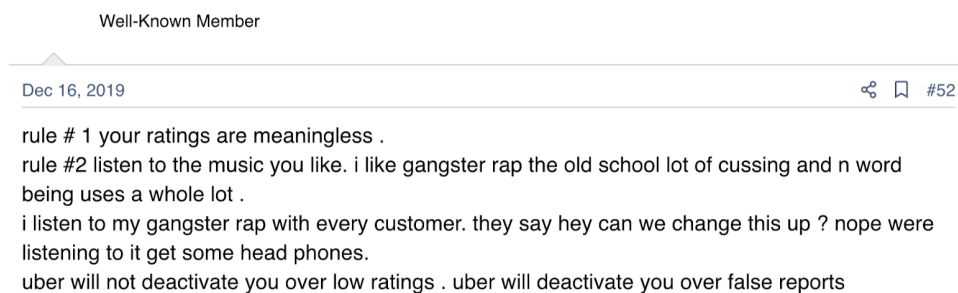 Well-Known Member
Dec 16, 2019 #52
rule # 1 your ratings are meaningless .
rule #2 listen to the music you like. i like gangster rap the old school lot of cussing and n word
being uses a whole lot .
i listen to my gangster rap with every customer. they say hey can we change this up ? nope were
listening to it get some head phones.
uber will not deactivate you over low ratings . uber will deactivate you over false reports